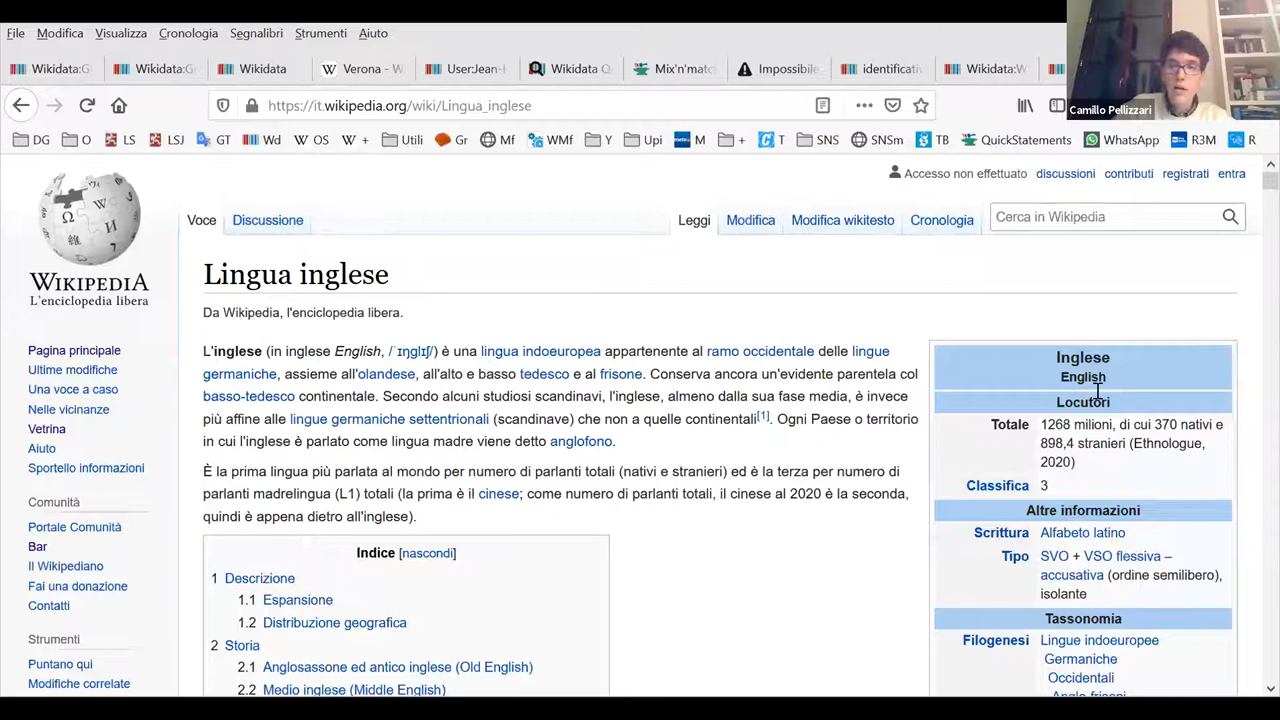 File Modifica Visualizza Cronologia Segnalibri Strumenti Aiuto
Wikidata:G Wikidata:Gr Wikidata Verona - W User:Jean- Wikidata Q Mix'n'matc Impossibile identificati Wikidata:W
Camillo Pellizzari
https://it.wikipedia.org/wiki/Lingua_inglese
DG O LS LSJ GT Wd OS + Utili Gr Mf WMf Y Upi M + T SNS SNSm TB QuickStatements WhatsApp R3M R
Accesso non effettuato discussioni contributi registrati entra
Voce Discussione Leggi Modifica Modifica wikitesto Cronologia Cerca in Wikipedia
WIKIPEDIA
L'enciclopedia libera
Pagina principale
Ultime modifiche
Una voce a caso
Nelle vicinanze
Vetrina
Aiuto
Sportello informazioni
Comunità
Portale Comunità
Bar
Il Wikipediano
Fai una donazione
Contatti
Strumenti
Puntano qui
Modifiche correlate
Lingua inglese
Da Wikipedia, l'enciclopedia libera.
L'inglese (in inglese English, /ˈɪŋɡlɪʃ/) è una lingua indoeuropea appartenente al ramo occidentale delle lingue
germaniche, assieme all'olandese, all'alto e basso tedesco e al frisone. Conserva ancora un'evidente parentela col
basso-tedesco continentale. Secondo alcuni studiosi scandinavi, l'inglese, almeno dalla sua fase media, è invece
più affine alle lingue germaniche settentrionali (scandinave) che non a quelle continentali[1]. Ogni Paese o territorio
in cui l'inglese è parlato come lingua madre viene detto anglofono.
È la prima lingua più parlata al mondo per numero di parlanti totali (nativi e stranieri) ed è la terza per numero di
parlanti madrelingua (L1) totali (la prima è il cinese; come numero di parlanti totali, il cinese al 2020 è la seconda,
quindi è appena dietro all'inglese).
Indice [nascondi]
1 Descrizione
1.1 Espansione
1.2 Distribuzione geografica
2 Storia
2.1 Anglosassone ed antico inglese (Old English)
2.2 Medio inglese (Middle English)
Inglese
English
Locutori
Totale 1268 milioni, di cui 370 nativi e
898,4 stranieri (Ethnologue,
2020)
Classifica 3
Altre informazioni
Scrittura Alfabeto latino
Tipo SVO + VSO flessiva –
accusativa (ordine semilibero),
isolante
Tassonomia
Filogenesi Lingue indoeuropee
Germaniche
Occidentali
Anglo-frisoni